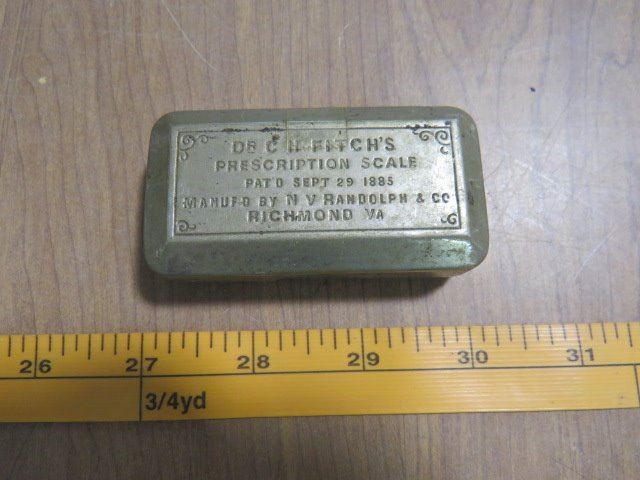 DR C H FITCH'S
PRESCRIPTION SCALE
PAT'D SEPT 29 1885
MANUF'D BY N V RANDOLPH & CO
RICHMOND VA
26 27 28 29 30 31
3/4yd